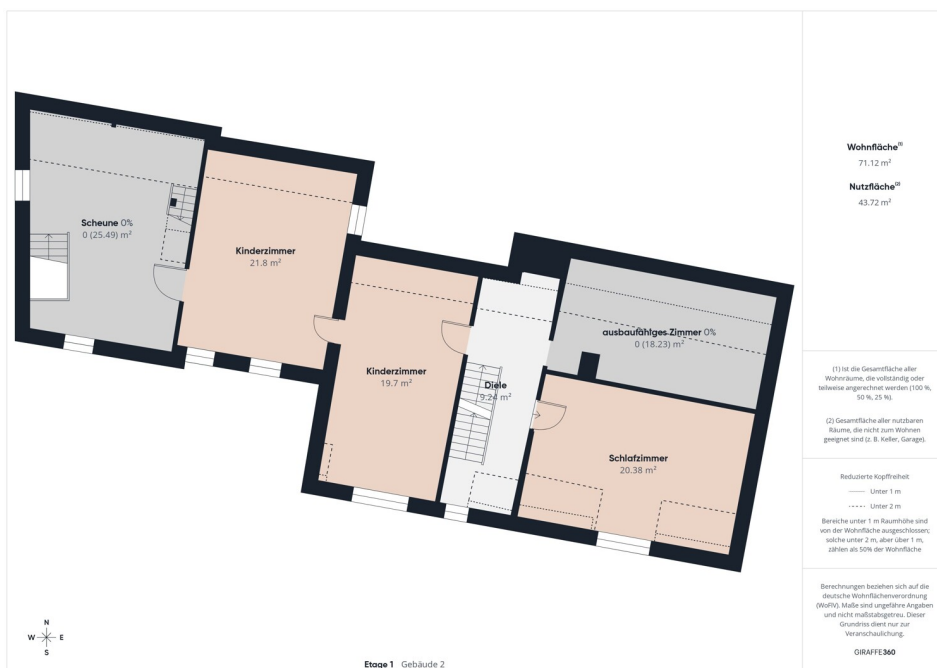 Wohnfläche(1)
71.12 m²
Nutzfläche(2)
43.72 m²
Scheune 0%
0 (25.49) m²
Kinderzimmer
21.8 m²
Kinderzimmer
19.7 m²
Diele
9.24 m²
ausbaufähiges Zimmer 0%
0 (18.23) m²
Schlafzimmer
20.38 m²
(1) Ist die Gesamtfläche aller
Wohnräume, die vollständig oder
teilweise angerechnet werden (100 %,
50 %, 25 %).
(2) Gesamtfläche aller nutzbaren
Räume, die nicht zum Wohnen
geeignet sind (z. B. Keller, Garage).
Reduzierte Kopffreiheit
Unter 1 m
Unter 2 m
Bereiche unter 1 m Raumhöhe sind
von der Wohnfläche ausgeschlossen;
solche unter 2 m, aber über 1 m,
zählen als 50% der Wohnfläche
Berechnungen beziehen sich auf die
deutsche Wohnflächenverordnung
(WoFlV). Maße sind ungefähre Angaben
und nicht maßstabsgetreu. Dieser
Grundriss dient nur zur
Veranschaulichung.
GIRAFFE360
N
W E
S
Etage 1 Gebäude 2